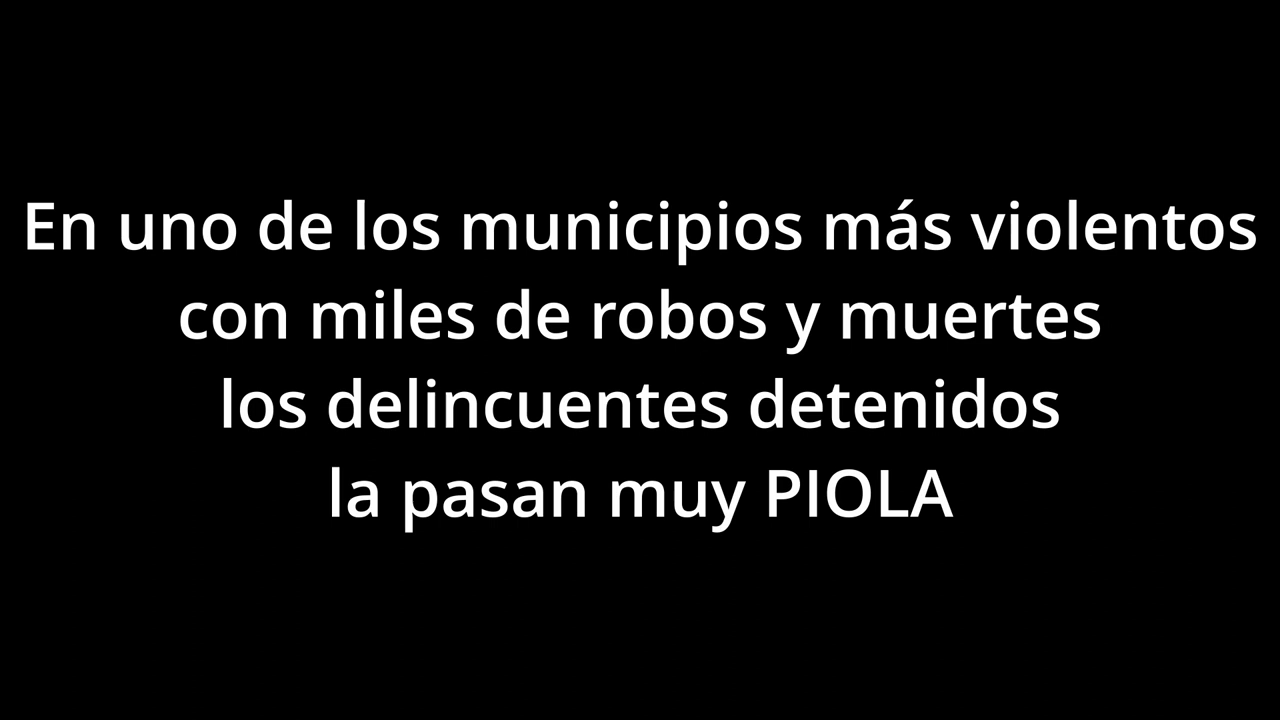 En uno de los municipios más violentos
con miles de robos y muertes
los delincuentes detenidos
la pasan muy PIOLA